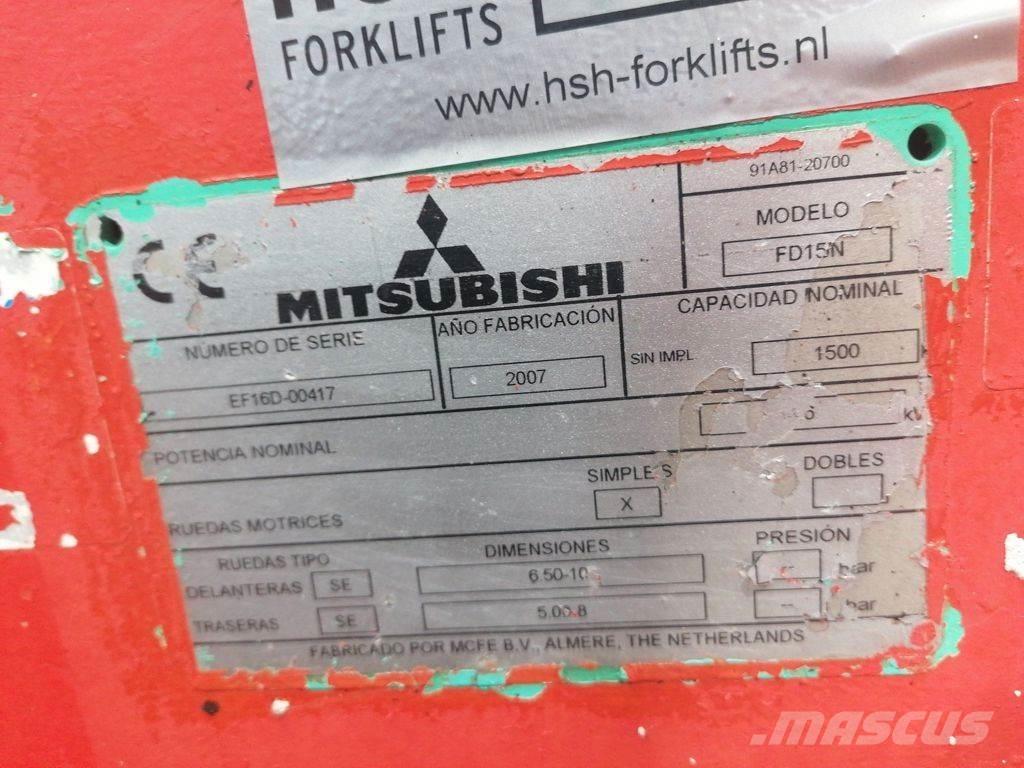 FORKLIFTS
www.hsh-forklifts.nl
91A81-20700
CE
MITSUBISHI
MODELO
FD15N
NÚMERO DE SERIE
EF16D-00417
AÑO FABRICACIÓN
2007
CAPACIDAD NOMINAL
SIN IMPL 1500
POTENCIA NOMINAL
RUEDAS MOTRICES
SIMPLES
X
DOBLES
RUEDAS TIPO DIMENSIONES PRESIÓN
DELANTERAS SE 6.50-10 -- bar
TRASERAS SE 5.00-8 -- bar
FABRICADO POR MCFE B.V., ALMERE, THE NETHERLANDS
MASCUS